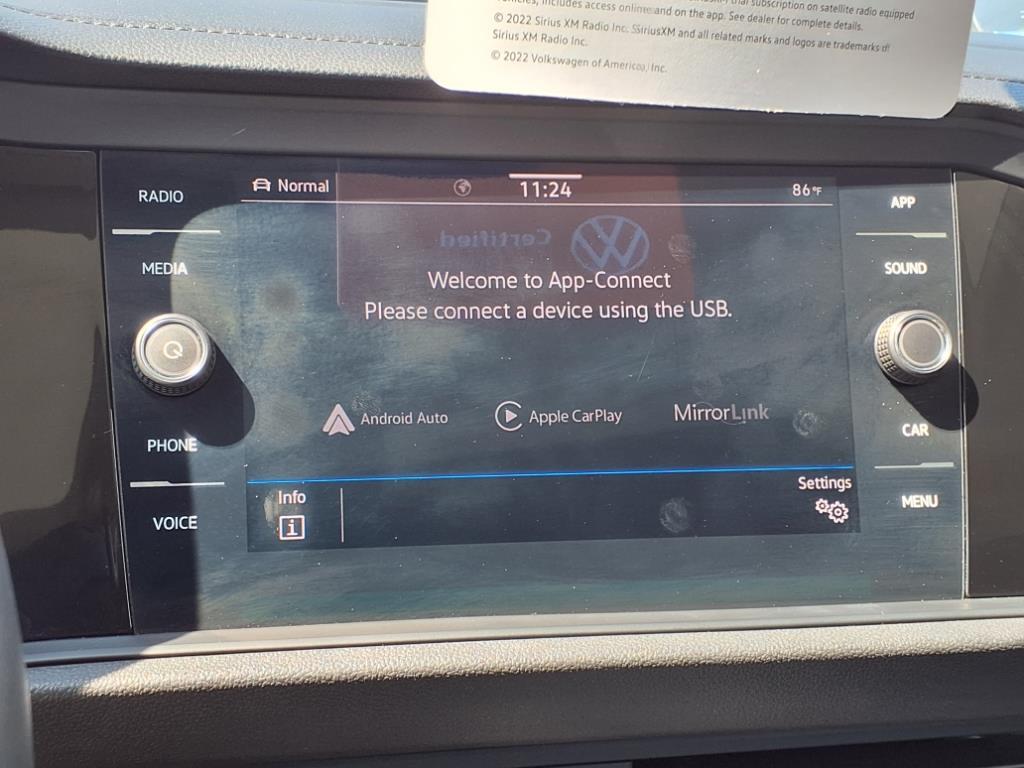 trial subscription on satellite radio equipped
vehicles, includes access online and on the app. See dealer for complete details.
© 2022 Sirius XM Radio Inc. SiriusXM and all related marks and logos are trademarks of
Sirius XM Radio Inc.
© 2022 Volkswagen of America, Inc.
RADIO
Normal
11:24
86°F
APP
Certified
MEDIA
SOUND
Welcome to App-Connect
Please connect a device using the USB.
Android Auto
Apple CarPlay
MirrorLink
PHONE
CAR
Info
Settings
VOICE
MENU